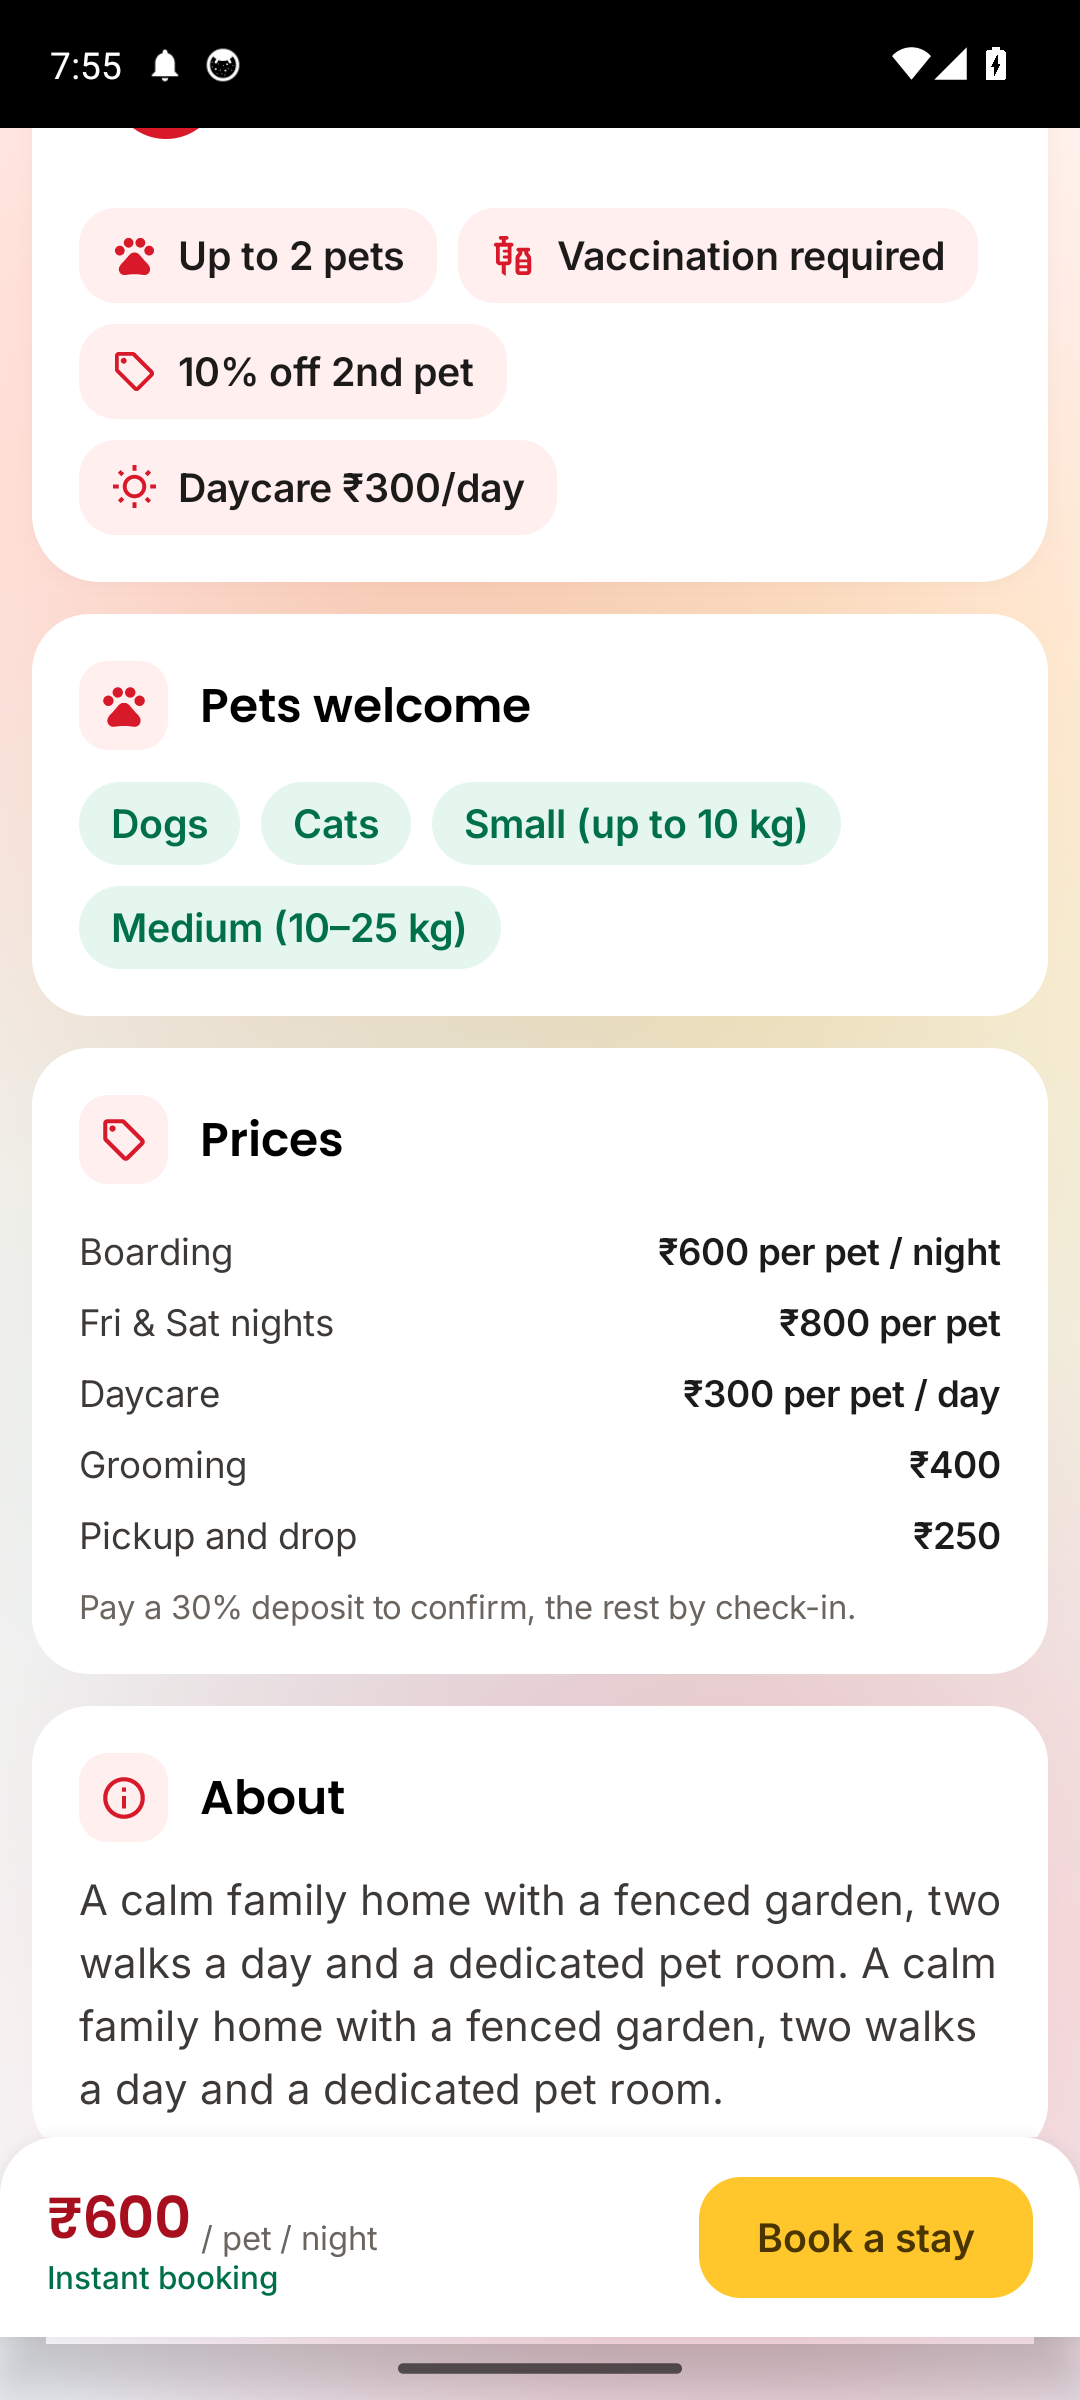 7:55
Up to 2 pets
Vaccination required
10% off 2nd pet
Daycare ₹300/day
Pets welcome
Dogs
Cats
Small (up to 10 kg)
Medium (10–25 kg)
Prices
Boarding ₹600 per pet / night
Fri & Sat nights ₹800 per pet
Daycare ₹300 per pet / day
Grooming ₹400
Pickup and drop ₹250
Pay a 30% deposit to confirm, the rest by check-in.
About
A calm family home with a fenced garden, two
walks a day and a dedicated pet room. A calm
family home with a fenced garden, two walks
a day and a dedicated pet room.
₹600 / pet / night
Instant booking
Book a stay